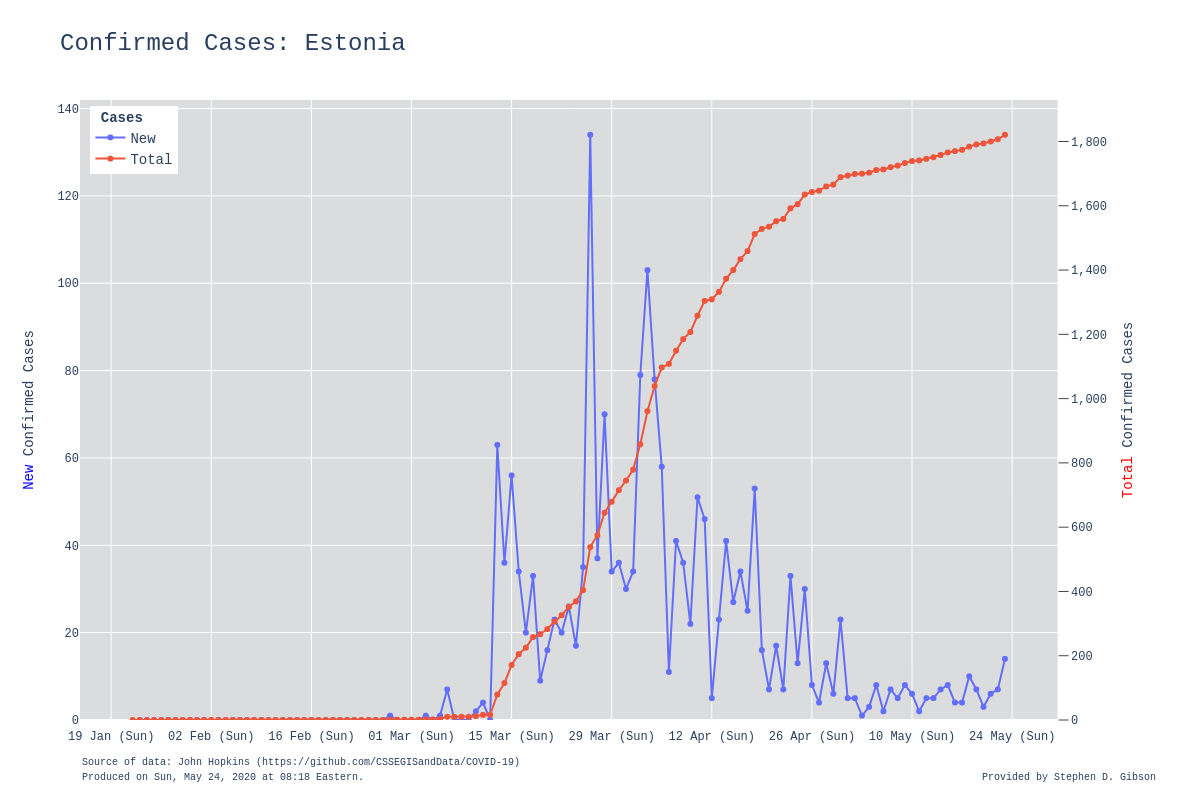 Confirmed Cases: Estonia
Cases
New
Total
140
120
100
80
60
40
20
0
1,800
1,600
1,400
1,200
1,000
800
600
400
200
0
New Confirmed Cases
Total Confirmed Cases
19 Jan (Sun) 02 Feb (Sun) 16 Feb (Sun) 01 Mar (Sun) 15 Mar (Sun) 29 Mar (Sun) 12 Apr (Sun) 26 Apr (Sun) 10 May (Sun) 24 May (Sun)
Source of data: John Hopkins (https://github.com/CSSEGISandData/COVID-19)
Produced on Sun, May 24, 2020 at 08:18 Eastern.
Provided by Stephen D. Gibson